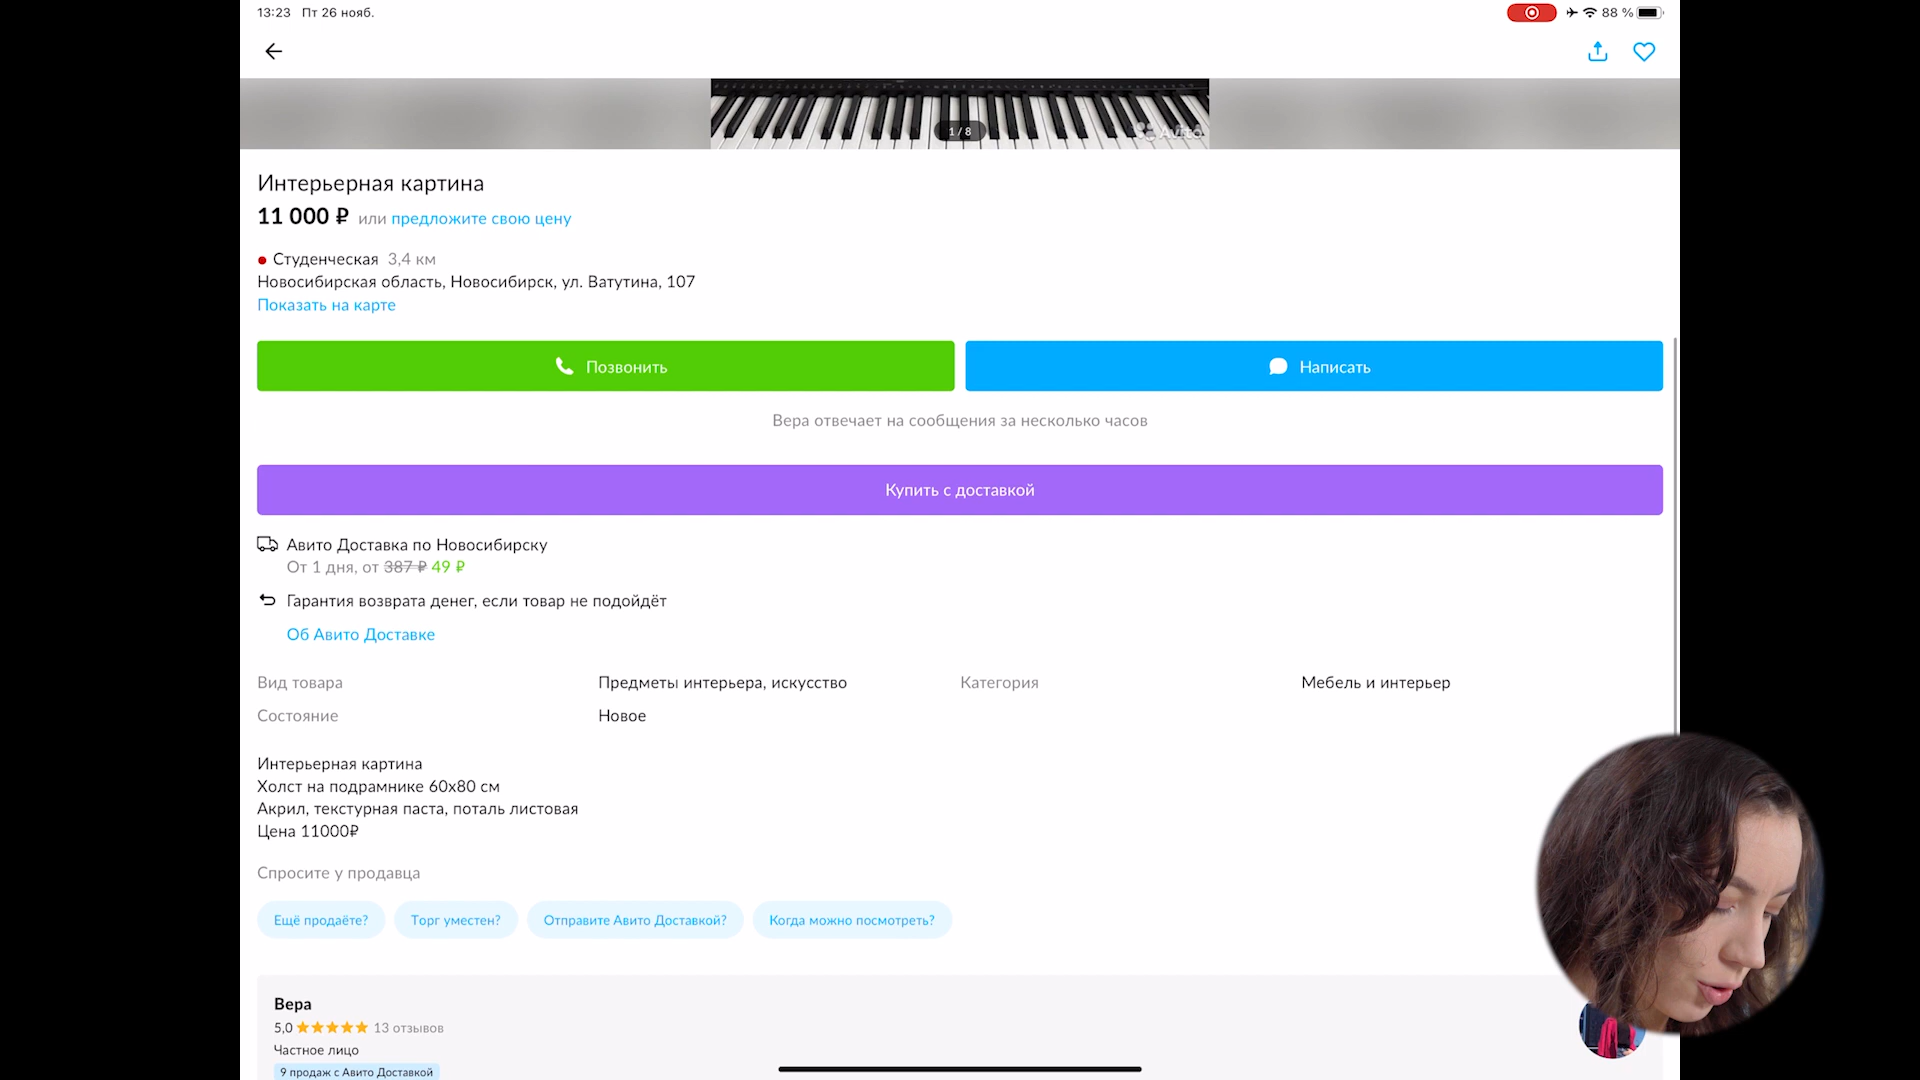 13:23 Пт 26 нояб.
88 %
1 / 8
Avito
Интерьерная картина
11 000 ₽ или предложите свою цену
Студенческая 3,4 км
Новосибирская область, Новосибирск, ул. Ватутина, 107
Показать на карте
Позвонить
Написать
Вера отвечает на сообщения за несколько часов
Купить с доставкой
Авито Доставка по Новосибирску
От 1 дня, от 387 ₽ 49 ₽
Гарантия возврата денег, если товар не подойдёт
Об Авито Доставке
Вид товара Предметы интерьера, искусство Категория Мебель и интерьер
Состояние Новое
Интерьерная картина
Холст на подрамнике 60х80 см
Акрил, текстурная паста, поталь листовая
Цена 11000₽
Спросите у продавца
Ещё продаёте? Торг уместен? Отправите Авито Доставкой? Когда можно посмотреть?
Вера
5,0 13 отзывов
Частное лицо
9 продаж с Авито Доставкой